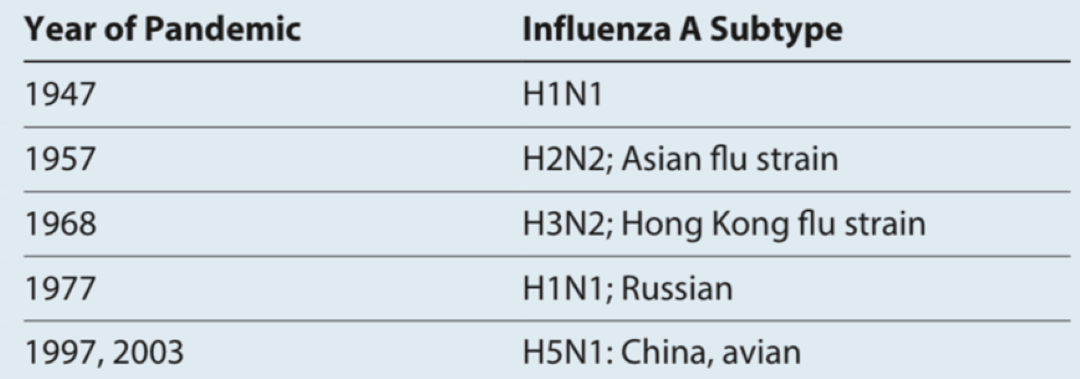 Year of Pandemic Influenza A Subtype
1947 H1N1
1957 H2N2; Asian flu strain
1968 H3N2; Hong Kong flu strain
1977 H1N1; Russian
1997, 2003 H5N1: China, avian